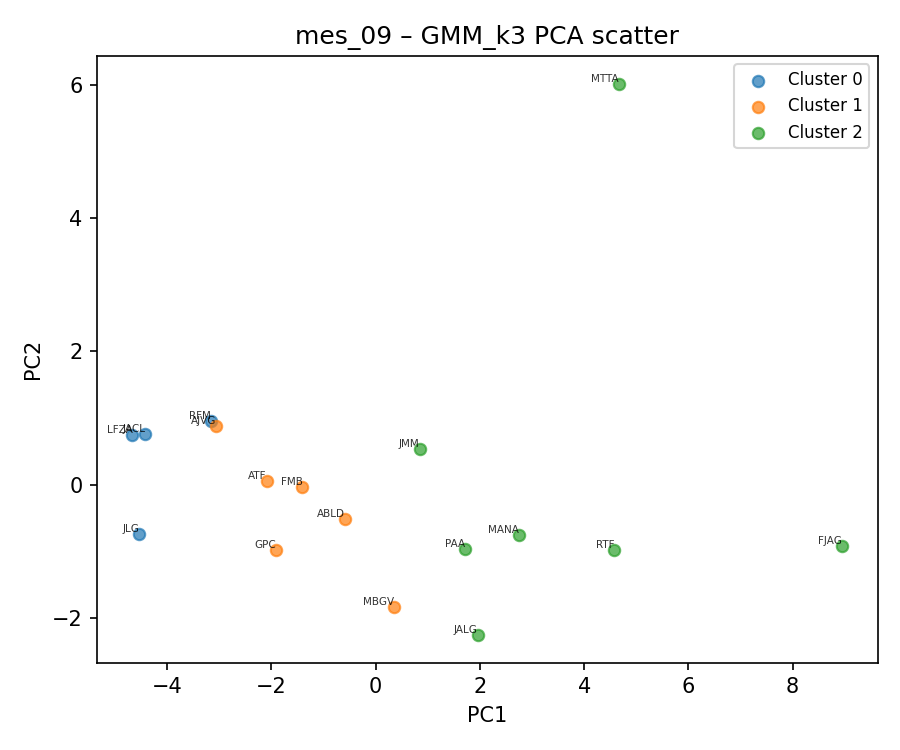 mes_09 – GMM_k3 PCA scatter
Cluster 0
Cluster 1
Cluster 2
MTTA
6
4
PC2
2
RFM
AJVG
JACL
JMM
0
ATF
FMB
ABLD
JLG
MANA
GPC
PAA
RTF
FJAG
MBGV
−2
JALG
−4
−2
0
2
4
6
8
PC1